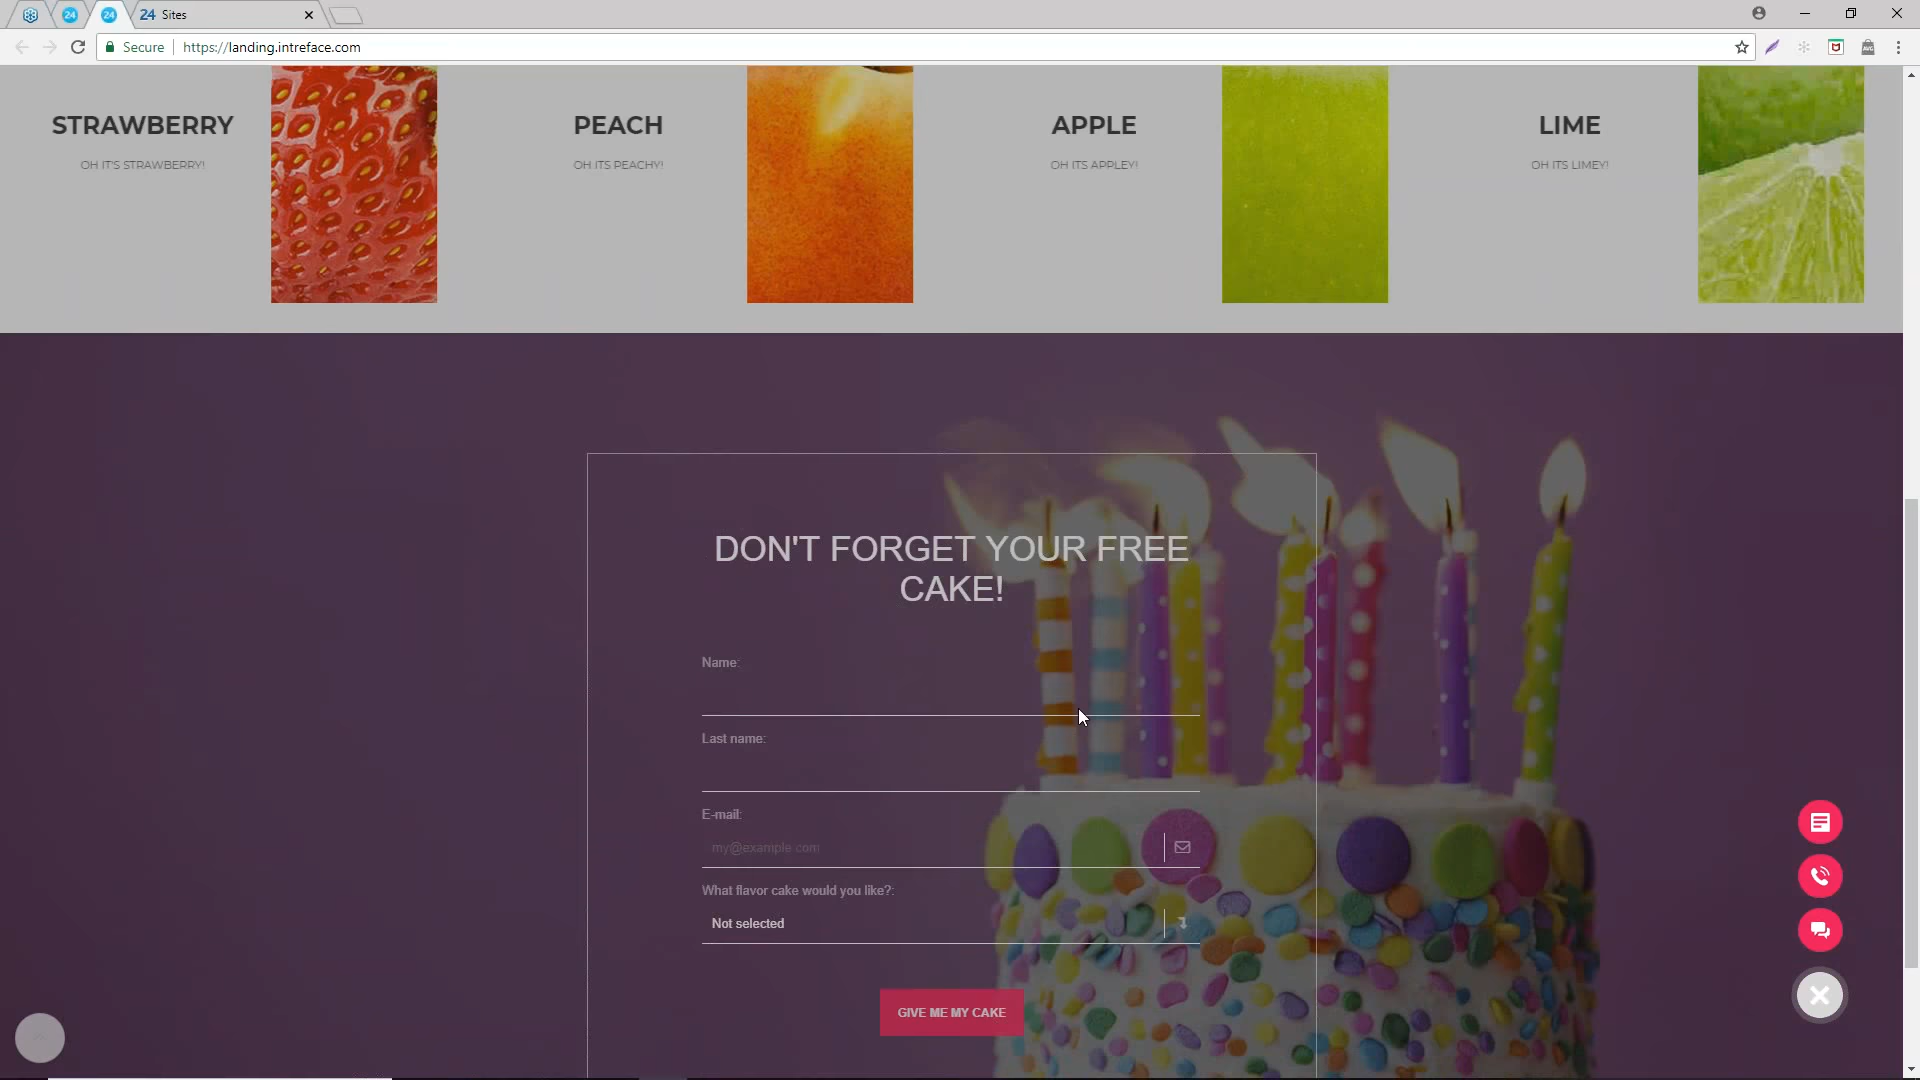 24
24
24 Sites
Secure
https://landing.intreface.com
STRAWBERRY
OH IT'S STRAWBERRY!
PEACH
OH ITS PEACHY!
APPLE
OH ITS APPLEY!
LIME
OH ITS LIMEY!
DON'T FORGET YOUR FREE
CAKE!
Name:
Last name:
E-mail:
my@example.com
What flavor cake would you like?:
Not selected
GIVE ME MY CAKE